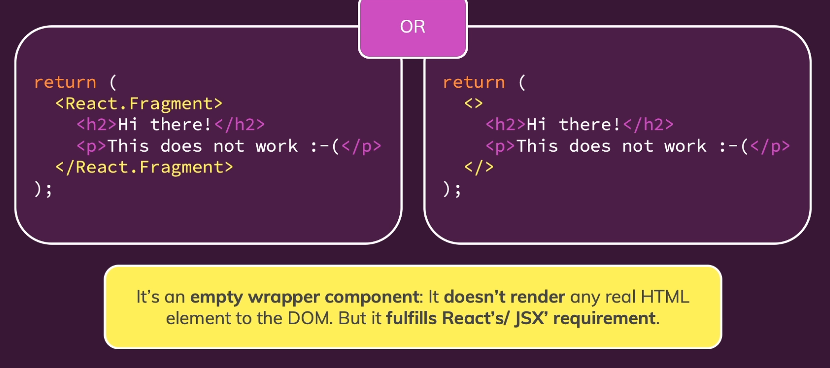 OR
return (
<React.Fragment>
<h2>Hi there!</h2>
<p>This does not work :-(</p>
</React.Fragment>
);
return (
<>
<h2>Hi there!</h2>
<p>This does not work :-(</p>
</>
);
It's an empty wrapper component: It doesn't render any real HTML
element to the DOM. But it fulfills React's/ JSX' requirement.